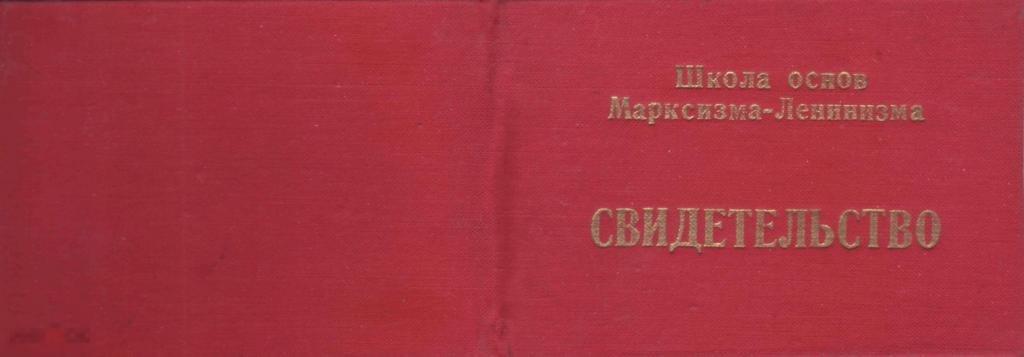 Школа основ
Марксизма-Ленинизма
СВИДЕТЕЛЬСТВО